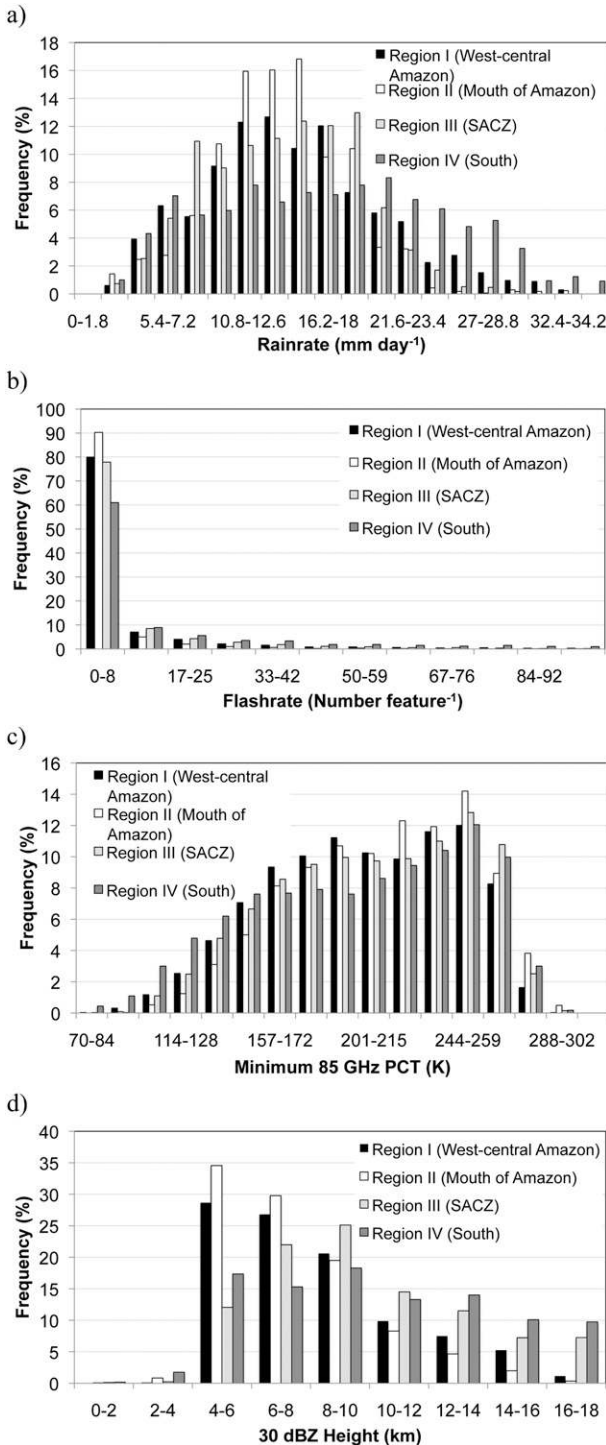 a)
18
16
14
12
10
8
6
4
2
0
Frequency (%)
Region I (West-central
Amazon)
Region II (Mouth of Amazon)
Region III (SACZ)
Region IV (South)
0-1.8 5.4-7.2 10.8-12.6 16.2-18 21.6-23.4 27-28.8 32.4-34.2
Rainrate (mm day-1)
b)
100
90
80
70
60
50
40
30
20
10
0
Frequency (%)
Region I (West-central Amazon)
Region II (Mouth of Amazon)
Region III (SACZ)
Region IV (South)
0-8 17-25 33-42 50-59 67-76 84-92
Flashrate (Number feature-1)
c)
16
14
12
10
8
6
4
2
0
Frequency (%)
Region I (West-central
Amazon)
Region II (Mouth of
Amazon)
Region III (SACZ)
Region IV (South)
70-84 114-128 157-172 201-215 244-259 288-302
Minimum 85 GHz PCT (K)
d)
40
35
30
25
20
15
10
5
0
Frequency (%)
Region I (West-central Amazon)
Region II (Mouth of Amazon)
Region III (SACZ)
Region IV (South)
0-2 2-4 4-6 6-8 8-10 10-12 12-14 14-16 16-18
30 dBZ Height (km)